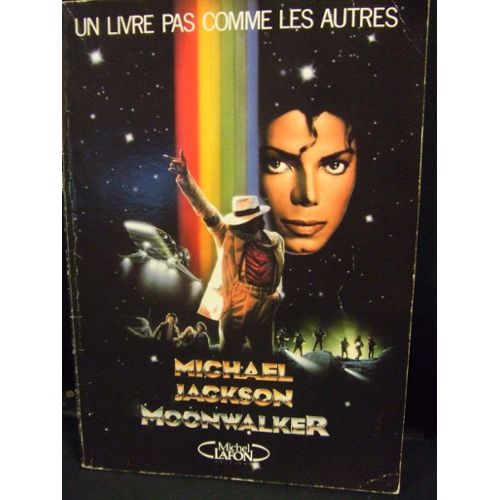 UN LIVRE PAS COMME LES AUTRES
MICHAEL
JACKSON
MOONWALKER
Michel
LAFON